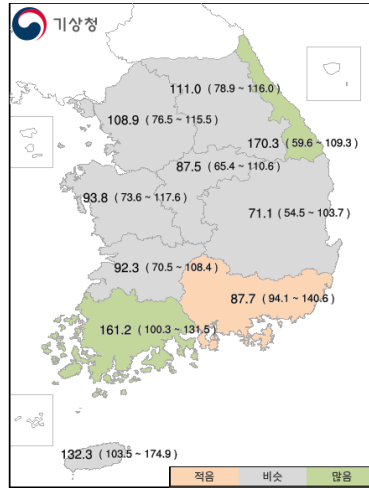 기상청
111.0 ( 78.9 ~ 116.0 )
108.9 ( 76.5 ~ 115.5 )
170.3 ( 59.6 ~ 109.3 )
87.5 ( 65.4 ~ 110.6 )
93.8 ( 73.6 ~ 117.6 )
71.1 ( 54.5 ~ 103.7 )
92.3 ( 70.5 ~ 108.4 )
87.7 ( 94.1 ~ 140.6 )
161.2 ( 100.3 ~ 131.5 )
132.3 ( 103.5 ~ 174.9 )
적음 비슷 많음